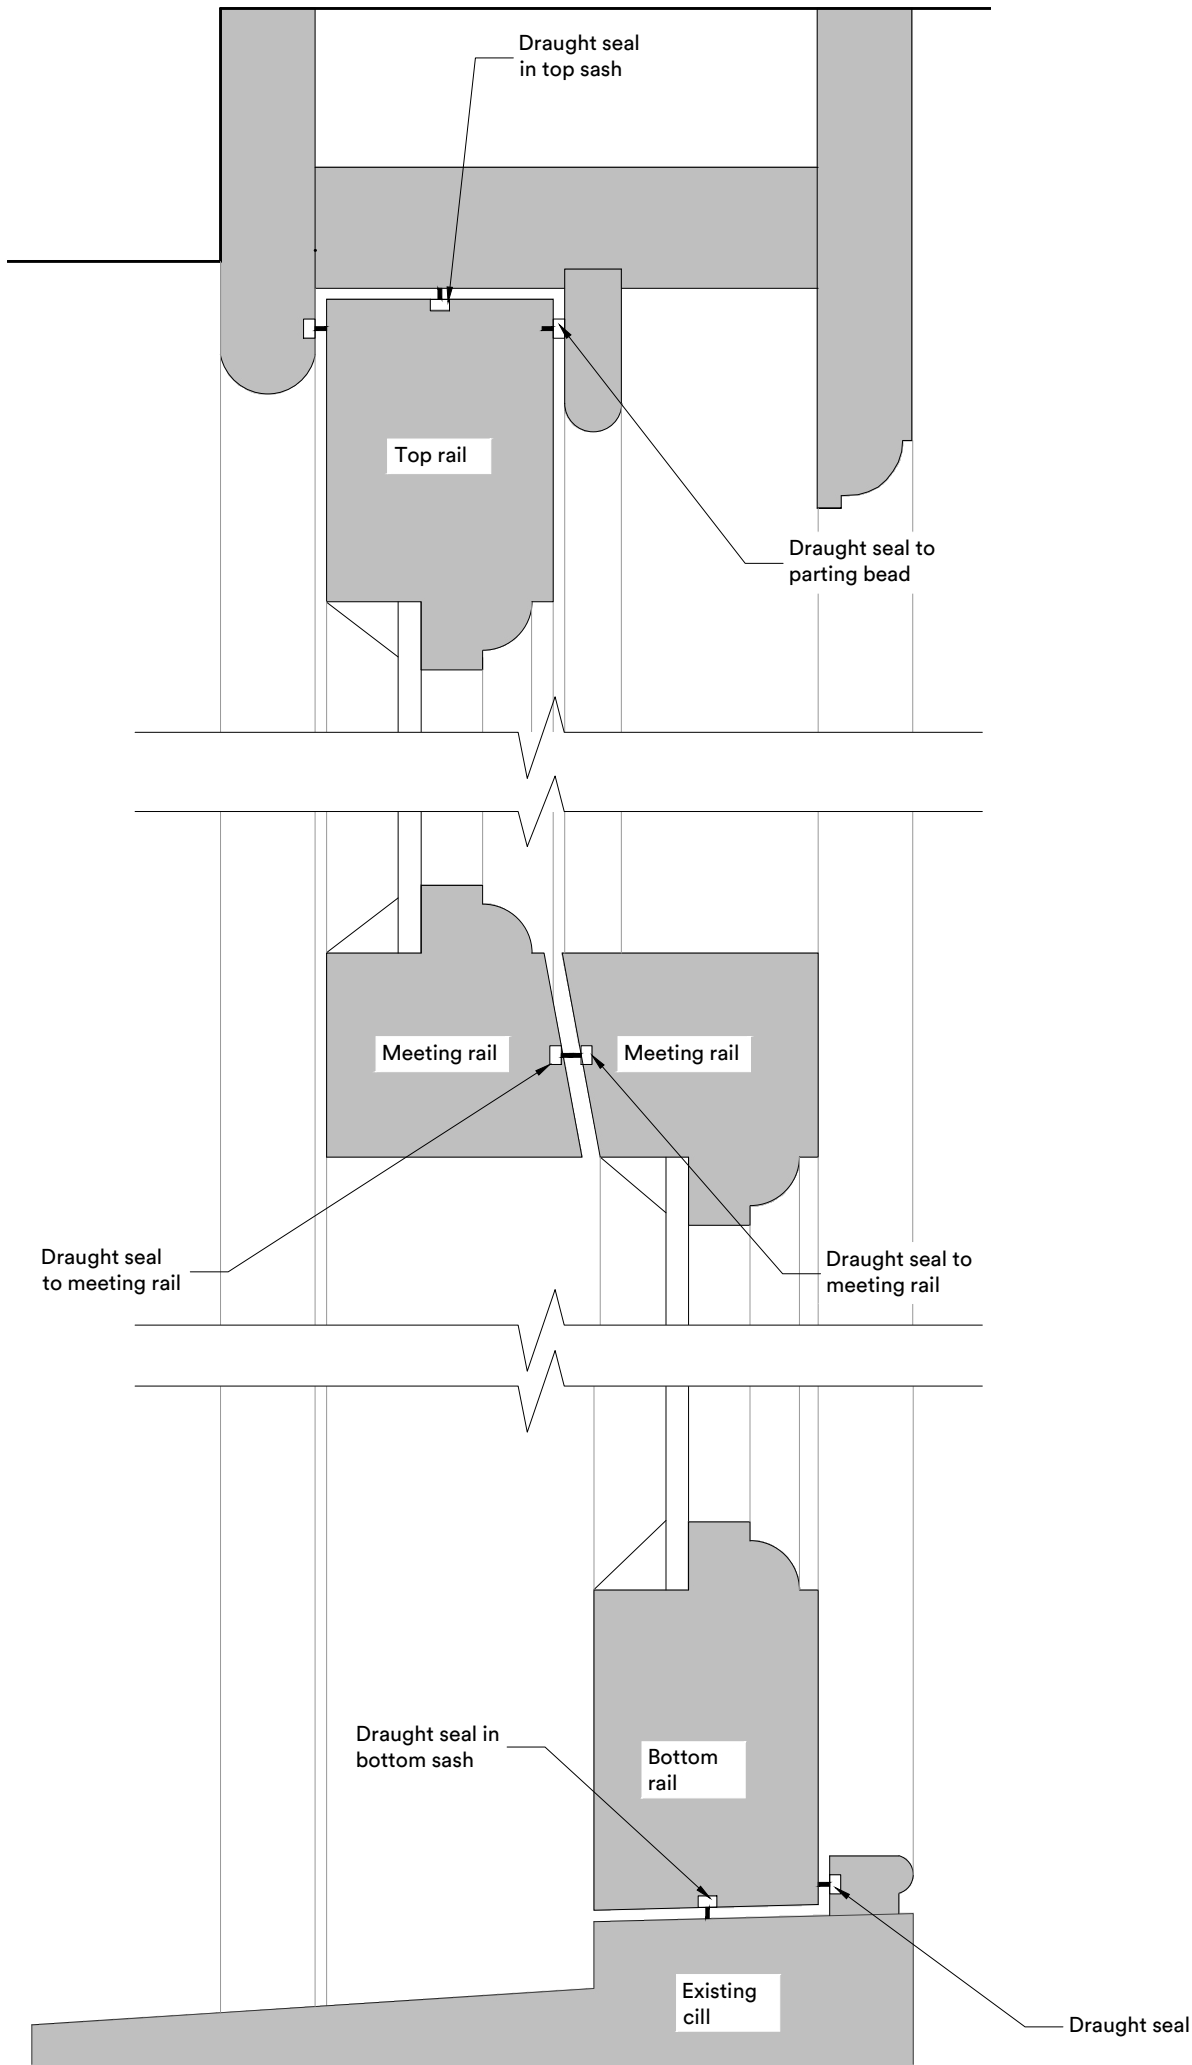 Draught seal
in top sash
Top rail
Draught seal to
parting bead
Meeting rail
Meeting rail
Draught seal
to meeting rail
Draught seal to
meeting rail
Draught seal in
bottom sash
Bottom
rail
Existing
cill
Draught seal